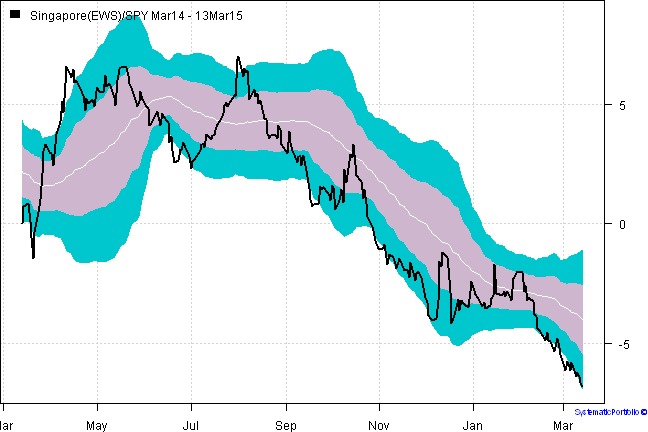 Singapore(EWS)/SPY Mar14 - 13Mar15
5
0
-5
Mar May Jul Sep Nov Jan Mar
SystematicPortfolio ©